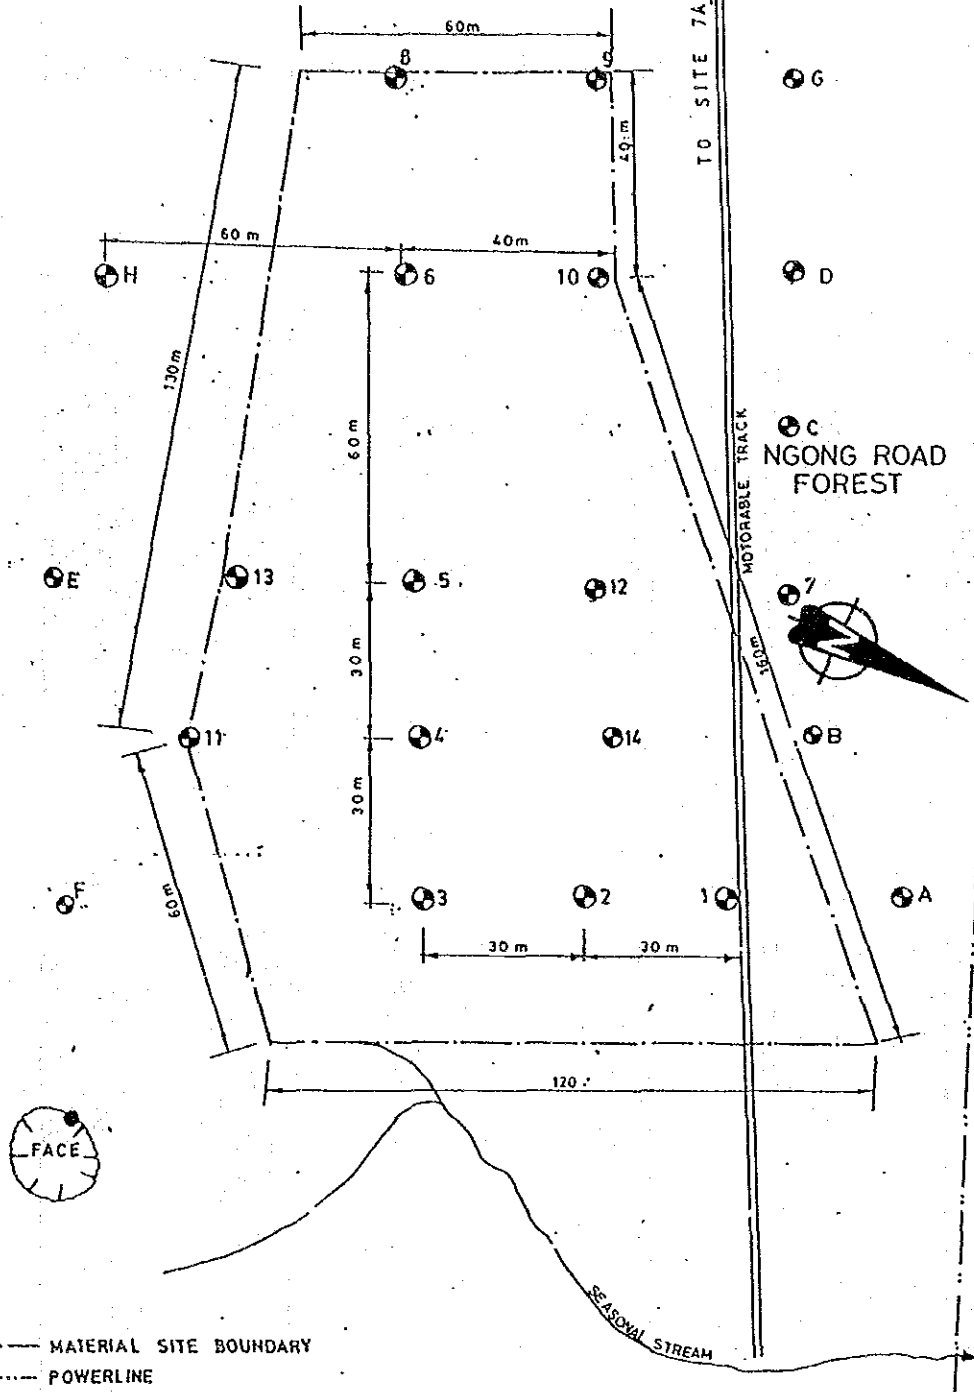 60m
TO SITE 7A
8
9
G
40m
60 m
40m
H
6
10
D
130m
60 m
MOTORABLE TRACK
C
NGONG ROAD
FOREST
E
13
5
12
7
N
30 m
160m
11
4
14
B
30 m
60m
F
3
2
1
A
30 m
30 m
120
FACE
SEASONAL STREAM
MATERIAL SITE BOUNDARY
POWERLINE